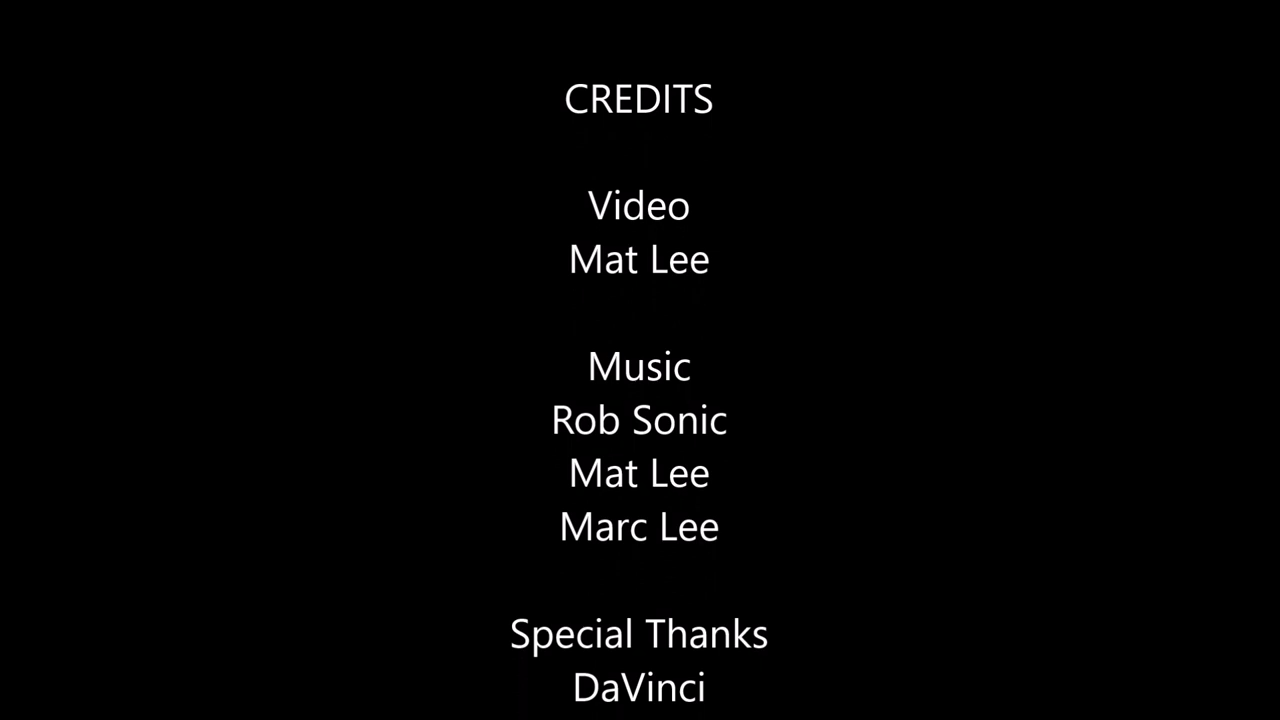 CREDITS
Video
Mat Lee
Music
Rob Sonic
Mat Lee
Marc Lee
Special Thanks
DaVinci